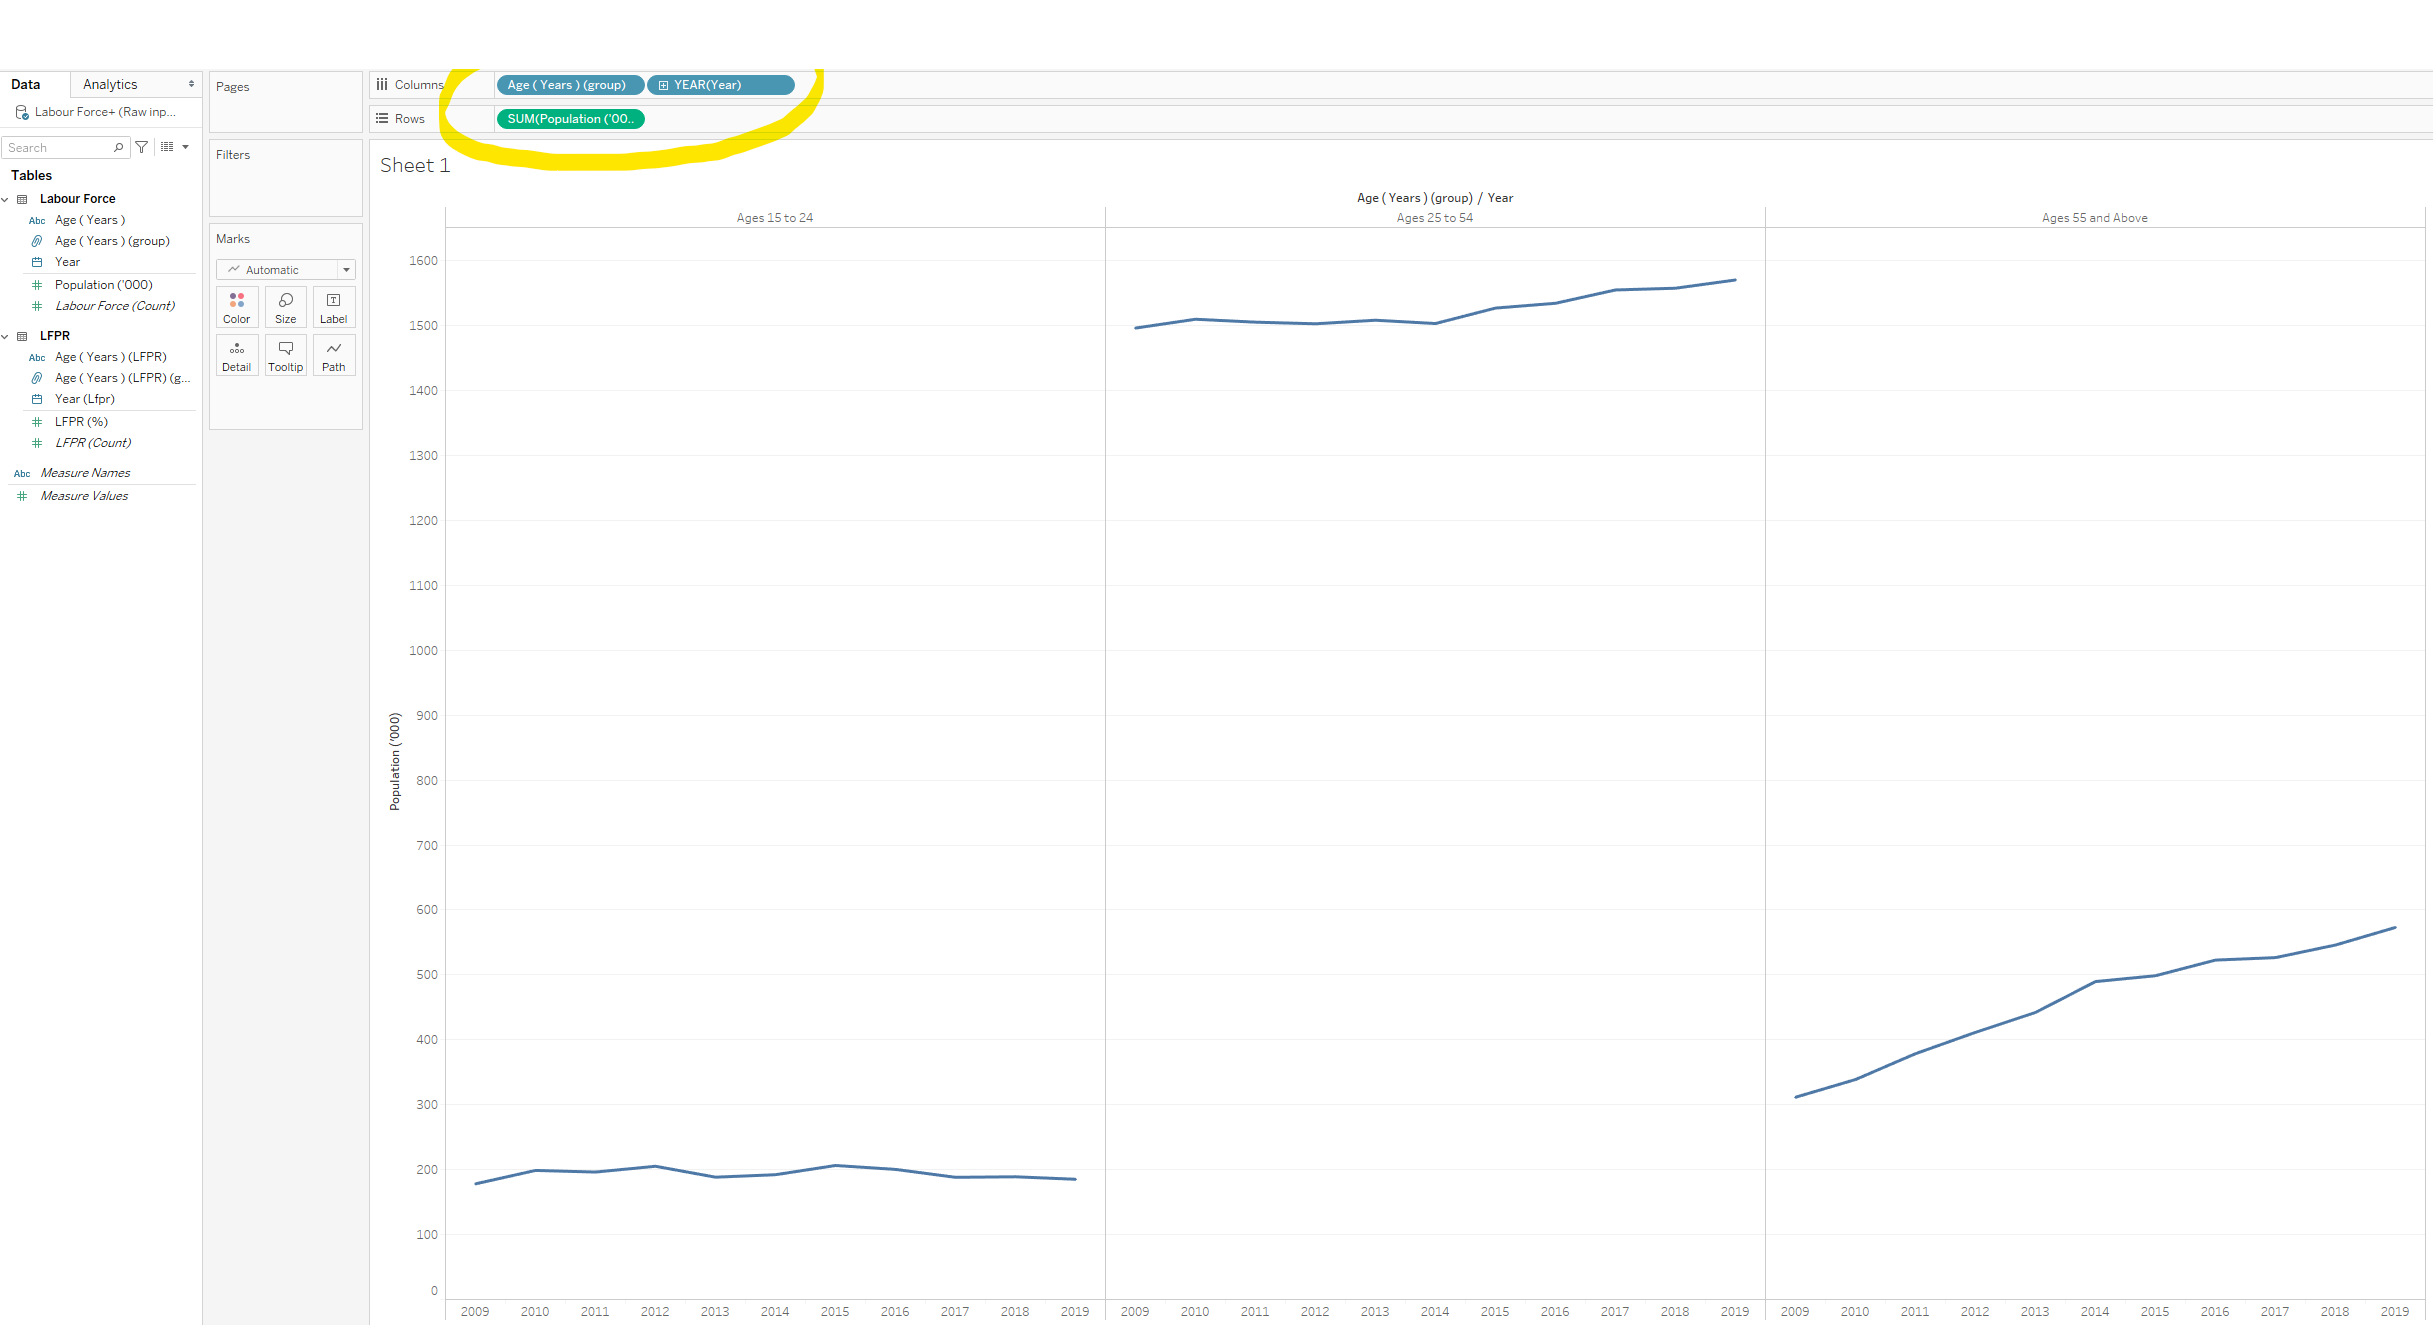 Data
Analytics
Labour Force+ (Raw inp...
Search
Tables
Labour Force
Abc Age ( Years )
Age ( Years ) (group)
Year
# Population ('000)
# Labour Force (Count)
LFPR
Abc Age ( Years ) (LFPR)
Age ( Years ) (LFPR) (g...
Year (Lfpr)
# LFPR (%)
# LFPR (Count)
Abc Measure Names
# Measure Values
Pages
Filters
Marks
Automatic
Color Size Label
Detail Tooltip Path
Columns Age ( Years ) (group) YEAR(Year)
Rows SUM(Population ('00..
Sheet 1
Age ( Years ) (group) / Year
Ages 15 to 24 Ages 25 to 54 Ages 55 and Above
Population ('000)
1600
1500
1400
1300
1200
1100
1000
900
800
700
600
500
400
300
200
100
0
2009 2010 2011 2012 2013 2014 2015 2016 2017 2018 2019 2009 2010 2011 2012 2013 2014 2015 2016 2017 2018 2019 2009 2010 2011 2012 2013 2014 2015 2016 2017 2018 2019